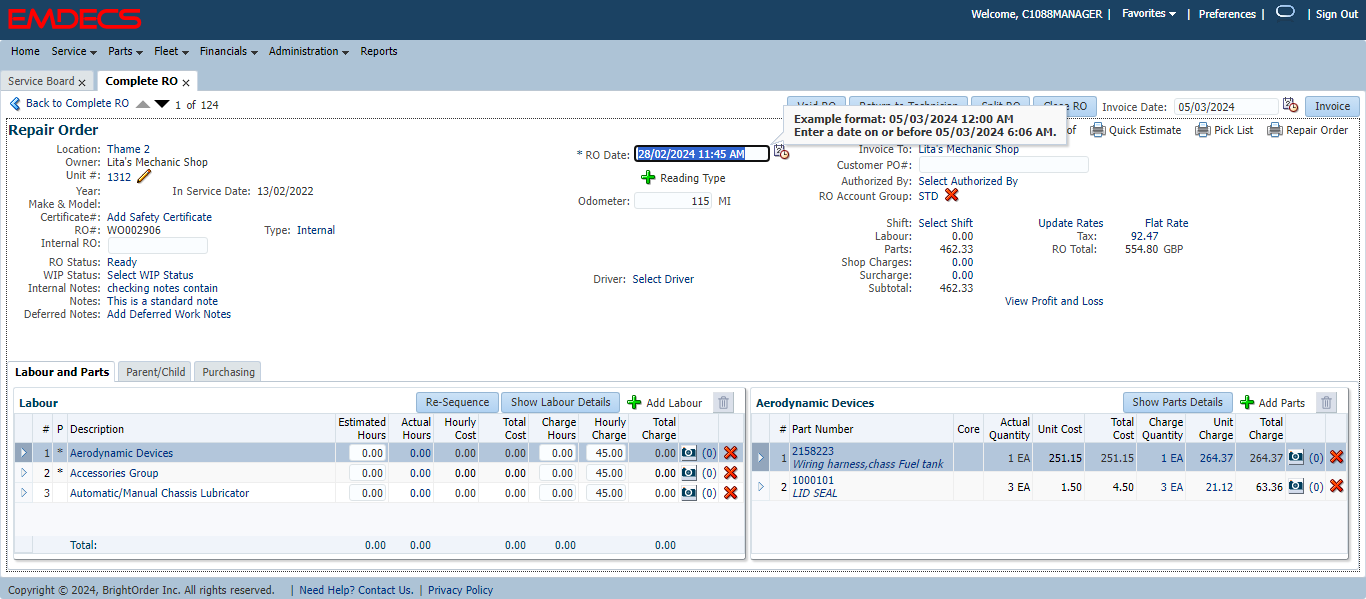 EMDECS
Welcome, C1088MANAGER | Favorites | Preferences | | Sign Out
Home Service Parts Fleet Financials Administration Reports
Service Board x Complete RO x
Back to Complete RO 1 of 124
Void RO Return to Technician Split RO Close RO Invoice Date: 05/03/2024 Invoice
Example format: 05/03/2024 12:00 AM
Enter a date on or before 05/03/2024 6:06 AM.
Repair Order
of Quick Estimate Pick List Repair Order
Location: Thame 2
Owner: Lita's Mechanic Shop
Unit #: 1312
Year: In Service Date: 13/02/2022
Make & Model:
Certificate#: Add Safety Certificate
RO#: WO002906 Type: Internal
Internal RO:
RO Status: Ready
WIP Status: Select WIP Status
Internal Notes: checking notes contain
Notes: This is a standard note
Deferred Notes: Add Deferred Work Notes
* RO Date: 28/02/2024 11:45 AM
Reading Type
Odometer: 115 MI
Driver: Select Driver
Invoice To: Lita's Mechanic Shop
Customer PO#:
Authorized By: Select Authorized By
RO Account Group: STD
Shift: Select Shift Update Rates Flat Rate
Labour: 0.00 Tax: 92.47
Parts: 462.33 RO Total: 554.80 GBP
Shop Charges: 0.00
Surcharge: 0.00
Subtotal: 462.33
View Profit and Loss
Labour and Parts Parent/Child Purchasing
Labour Re-Sequence Show Labour Details Add Labour
# P Description Estimated Hours Actual Hours Hourly Cost Total Cost Charge Hours Hourly Charge Total Charge
1 * Aerodynamic Devices 0.00 0.00 0.00 0.00 0.00 45.00 0.00 (0)
2 * Accessories Group 0.00 0.00 0.00 0.00 0.00 45.00 0.00 (0)
3 Automatic/Manual Chassis Lubricator 0.00 0.00 0.00 0.00 0.00 45.00 0.00 (0)
Total: 0.00 0.00 0.00 0.00 0.00
Aerodynamic Devices Show Parts Details Add Parts
# Part Number Core Actual Quantity Unit Cost Total Cost Charge Quantity Unit Charge Total Charge
1 2158223 1 EA 251.15 251.15 1 EA 264.37 264.37 (0)
Wiring harness,chass Fuel tank
2 1000101 3 EA 1.50 4.50 3 EA 21.12 63.36 (0)
LID SEAL
Copyright © 2024, BrightOrder Inc. All rights reserved. | Need Help? Contact Us. | Privacy Policy